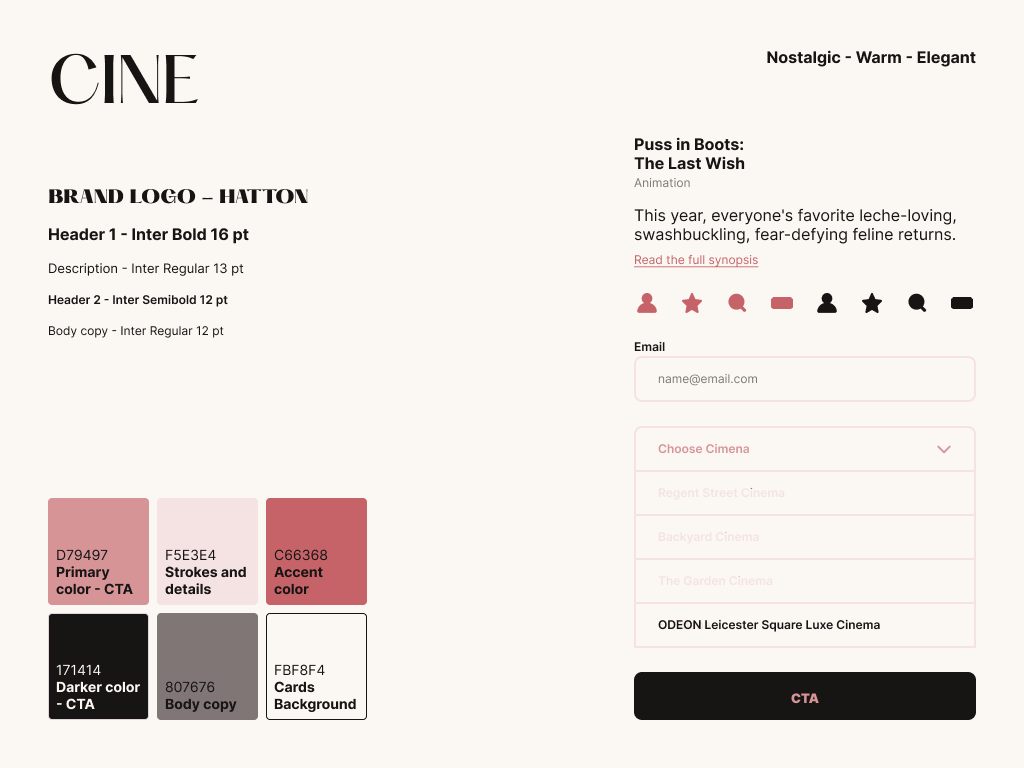 CINE
Nostalgic - Warm - Elegant
BRAND LOGO – HATTON
Header 1 - Inter Bold 16 pt
Description - Inter Regular 13 pt
Header 2 - Inter Semibold 12 pt
Body copy - Inter Regular 12 pt
D79497
Primary
color - CTA
F5E3E4
Strokes and
details
C66368
Accent
color
171414
Darker color
- CTA
807676
Body copy
FBF8F4
Cards
Background
Puss in Boots:
The Last Wish
Animation
This year, everyone's favorite leche-loving,
swashbuckling, fear-defying feline returns.
Read the full synopsis
Email
name@email.com
Choose Cimena
Regent Street Cinema
Backyard Cinema
The Garden Cinema
ODEON Leicester Square Luxe Cinema
CTA